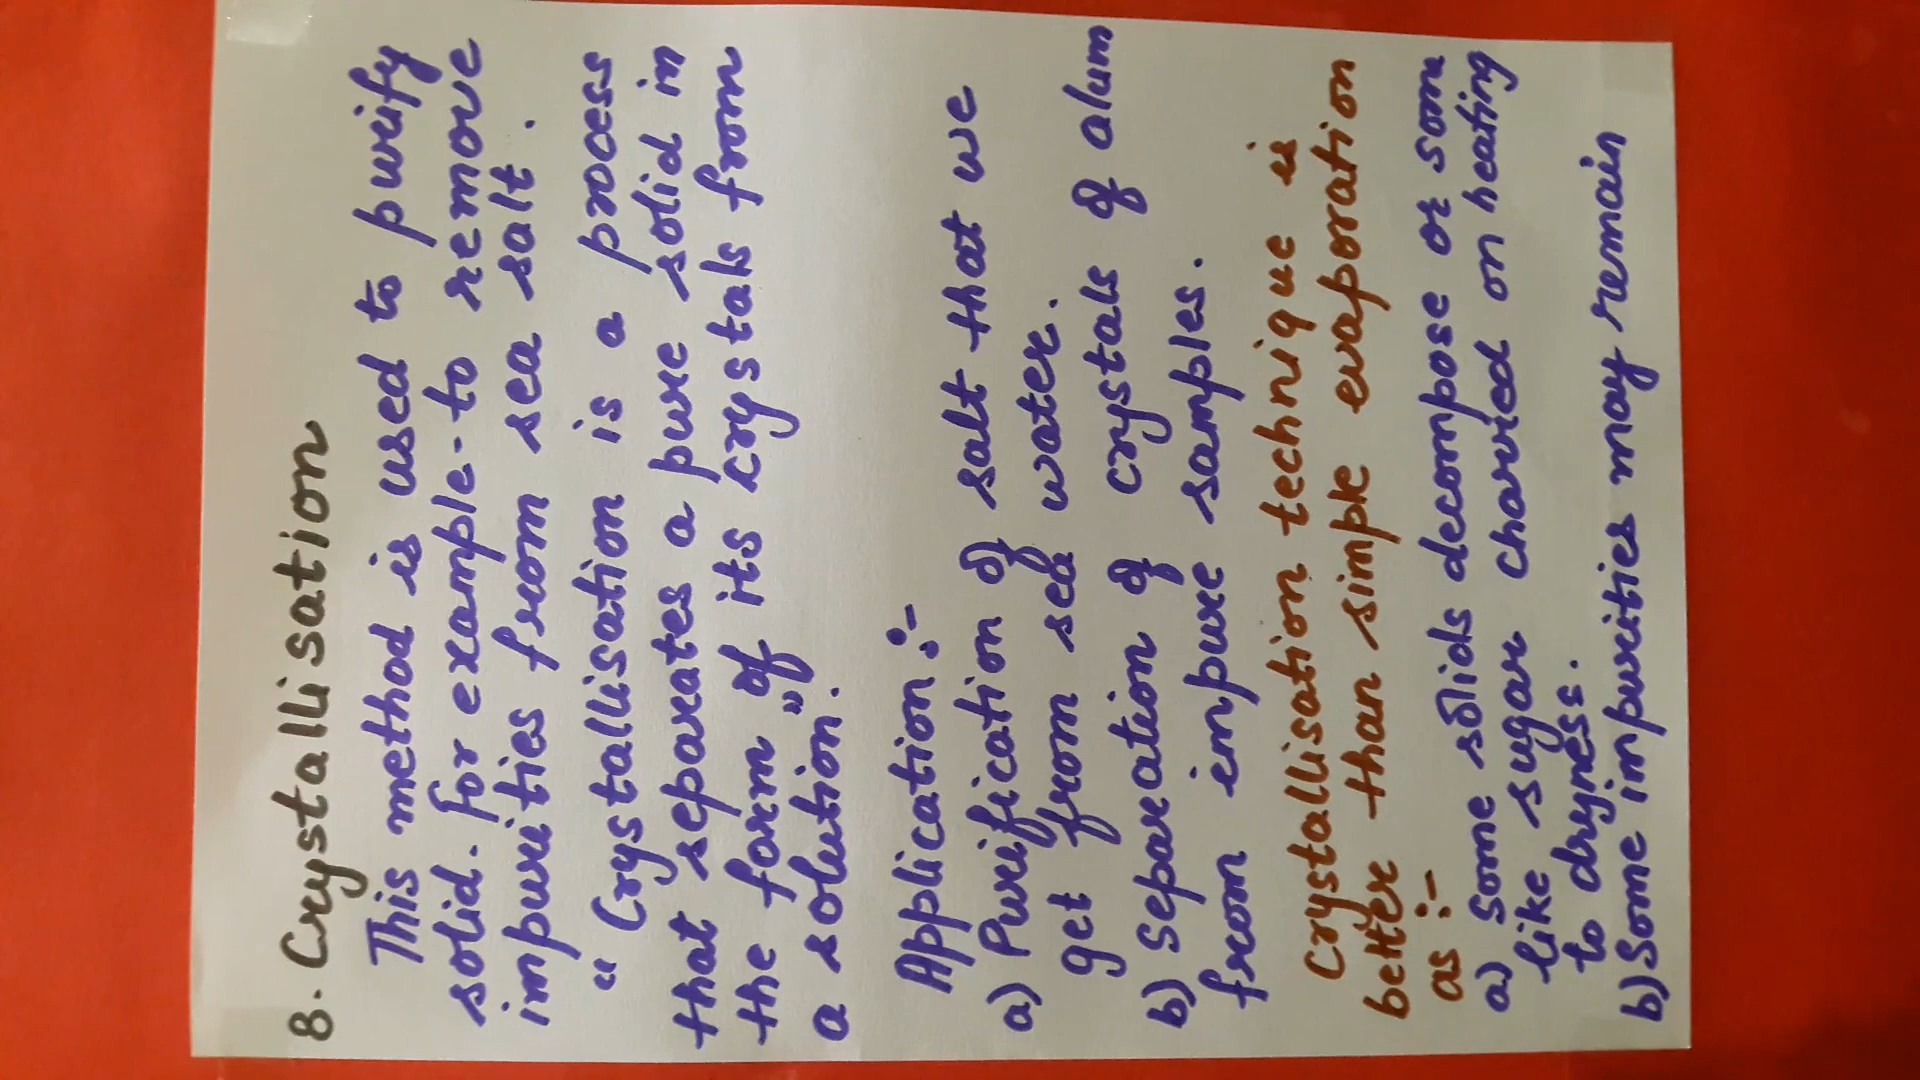 8. Crystallisation
This method is used to purify
solid. for example-to remove
impurities from sea salt.
"Crystallisation is a process
that separates a pure solid in
the form of its crystals from
a solution."
Application:-
a) Purification of salt that we
get from sea water.
b) Separation of crystals of alum
from impure samples.
Crystallisation technique is
better than simple evaporation
as :-
a) Some solids decompose or som
like sugar charred on heating
to dryness.
b) Some impurities may remain